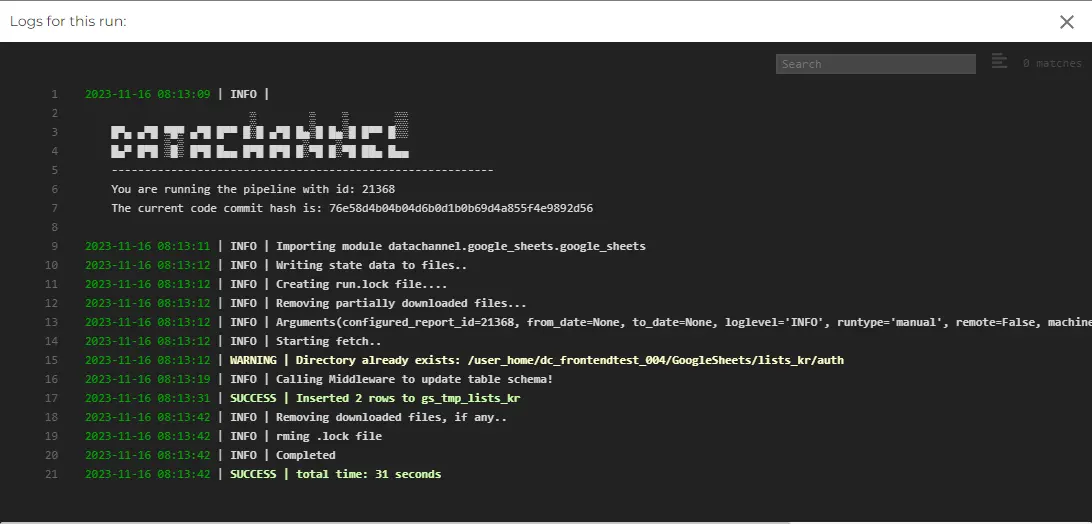 Logs for this run:
Search
0 matches
1 2023-11-16 08:13:09 | INFO |
2
3 DATACHANNEL
4
5 ----------------------------------------------------------
6 You are running the pipeline with id: 21368
7 The current code commit hash is: 76e58d4b04b04d6b0d1b0b69d4a855f4e9892d56
8
9 2023-11-16 08:13:11 | INFO | Importing module datachannel.google_sheets.google_sheets
10 2023-11-16 08:13:12 | INFO | Writing state data to files..
11 2023-11-16 08:13:12 | INFO | Creating run.lock file....
12 2023-11-16 08:13:12 | INFO | Removing partially downloaded files...
13 2023-11-16 08:13:12 | INFO | Arguments(configured_report_id=21368, from_date=None, to_date=None, loglevel='INFO', runtype='manual', remote=False, machine
14 2023-11-16 08:13:12 | INFO | Starting fetch..
15 2023-11-16 08:13:12 | WARNING | Directory already exists: /user_home/dc_frontendtest_004/GoogleSheets/lists_kr/auth
16 2023-11-16 08:13:19 | INFO | Calling Middleware to update table schema!
17 2023-11-16 08:13:31 | SUCCESS | Inserted 2 rows to gs_tmp_lists_kr
18 2023-11-16 08:13:42 | INFO | Removing downloaded files, if any..
19 2023-11-16 08:13:42 | INFO | rming .lock file
20 2023-11-16 08:13:42 | INFO | Completed
21 2023-11-16 08:13:42 | SUCCESS | total time: 31 seconds